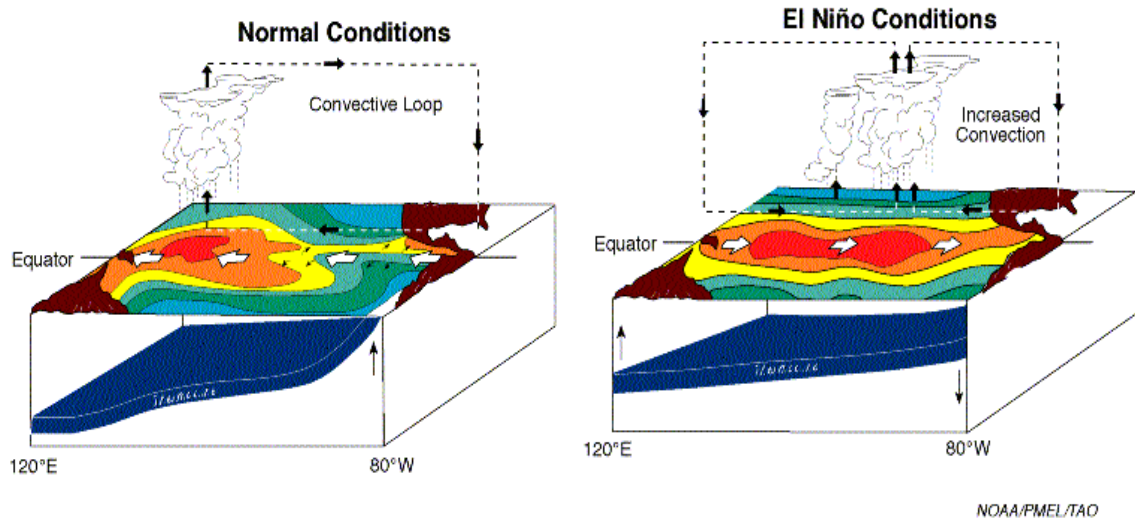 Normal Conditions
Convective Loop
Equator
120°E
80°W
El Niño Conditions
Increased
Convection
Equator
120°E
80°W
NOAA/PMEL/TAO